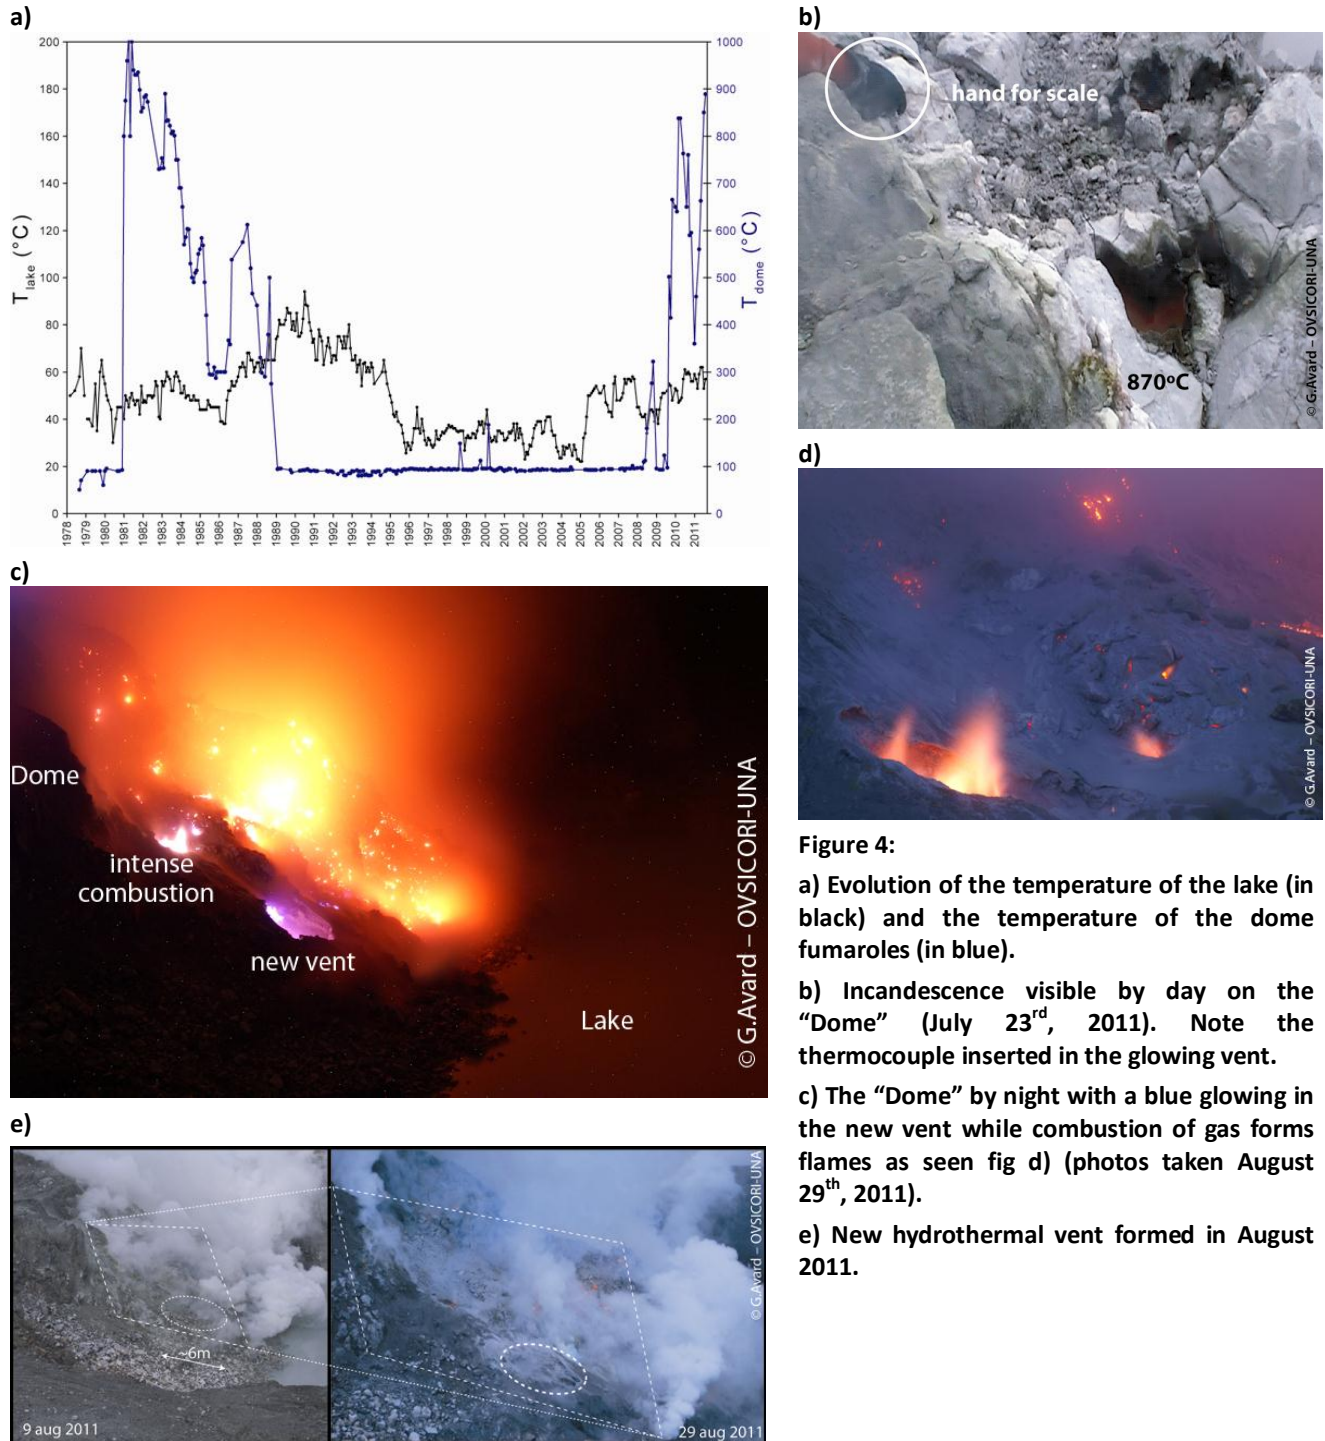 a)
200
180
160
140
120
100
80
60
40
20
0
T lake (°C)
1000
900
800
700
600
500
400
300
200
100
0
T dome (°C)
1978
1979
1980
1981
1982
1983
1984
1985
1986
1987
1988
1989
1990
1991
1992
1993
1994
1995
1996
1997
1998
1999
2000
2001
2002
2003
2004
2005
2006
2007
2008
2009
2010
2011
b)
hand for scale
870ºC
© G.Avard – OVSICORI-UNA
c)
Dome
intense
combustion
new vent
Lake
© G.Avard – OVSICORI-UNA
d)
© G.Avard – OVSICORI-UNA
e)
~6m
9 aug 2011
29 aug 2011
© G.Avard – OVSICORI-UNA
Figure 4:
a) Evolution of the temperature of the lake (in
black) and the temperature of the dome
fumaroles (in blue).
b) Incandescence visible by day on the
“Dome” (July 23rd, 2011). Note the
thermocouple inserted in the glowing vent.
c) The “Dome” by night with a blue glowing in
the new vent while combustion of gas forms
flames as seen fig d) (photos taken August
29th, 2011).
e) New hydrothermal vent formed in August
2011.